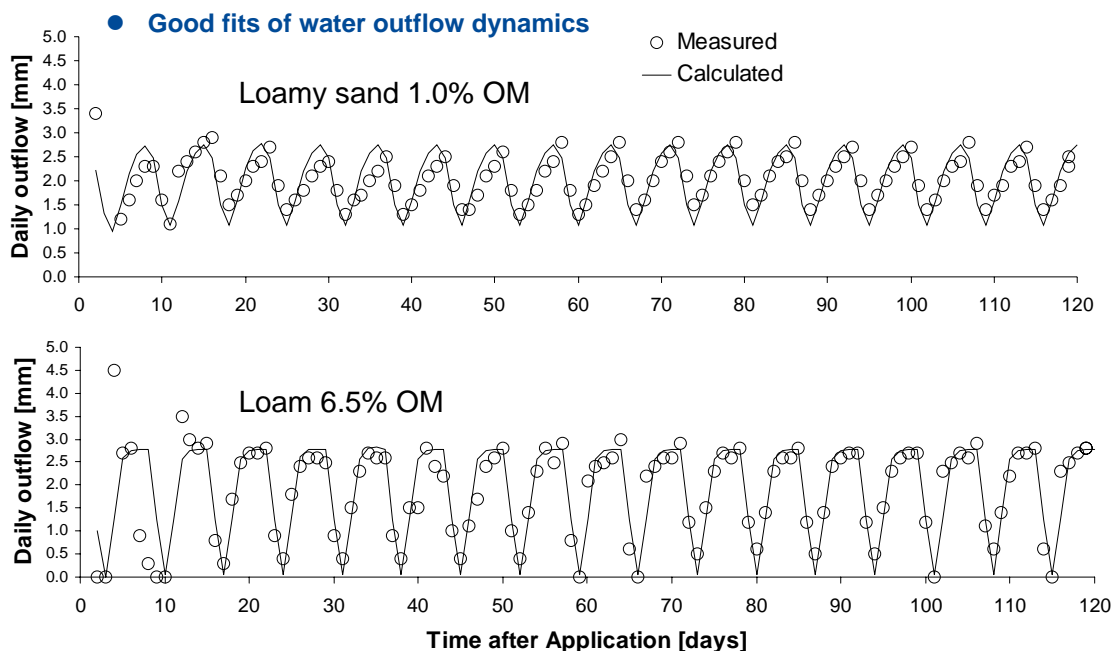 ● Good fits of water outflow dynamics
Measured
Calculated
Loamy sand 1.0% OM
Daily outflow [mm]
5.0
4.5
4.0
3.5
3.0
2.5
2.0
1.5
1.0
0.5
0.0
0 10 20 30 40 50 60 70 80 90 100 110 120
Loam 6.5% OM
Daily outflow [mm]
5.0
4.5
4.0
3.5
3.0
2.5
2.0
1.5
1.0
0.5
0.0
0 10 20 30 40 50 60 70 80 90 100 110 120
Time after Application [days]